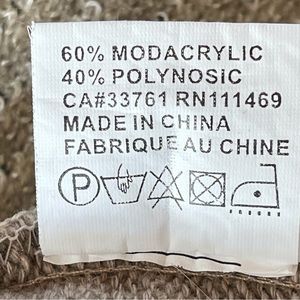 60% MODACRYLIC
40% POLYNOSIC
CA#33761 RN111469
MADE IN CHINA
FABRIQUE AU CHINE
P